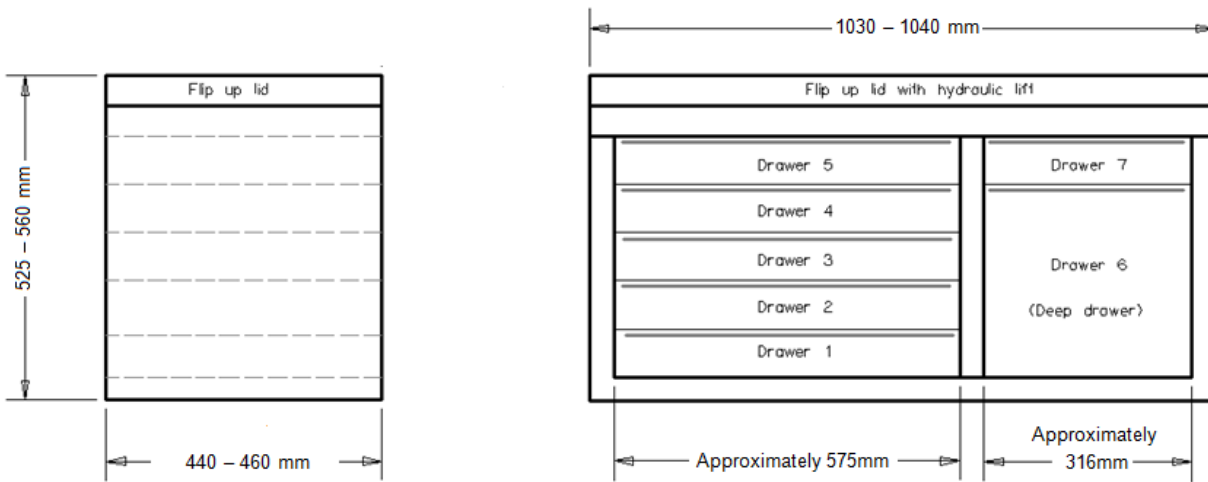 1030 – 1040 mm
Flip up lid
Flip up lid with hydraulic lift
525 – 560 mm
Drawer 5
Drawer 7
Drawer 4
Drawer 3
Drawer 6
Drawer 2
(Deep drawer)
Drawer 1
440 – 460 mm
Approximately 575mm
Approximately
316mm